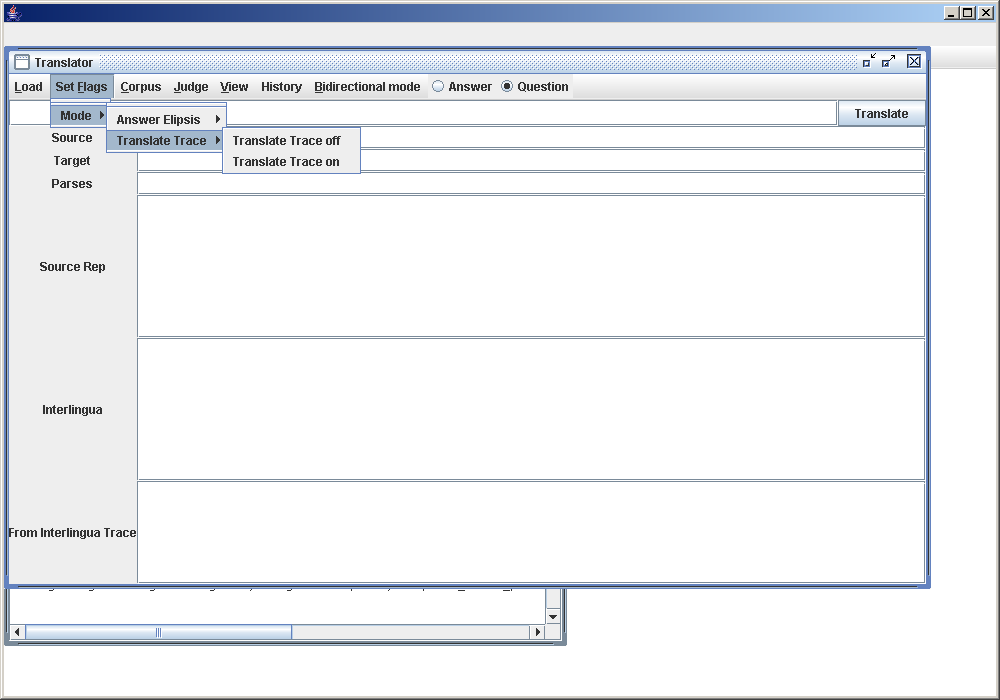 Translator
Load Set Flags Corpus Judge View History Bidirectional mode Answer Question
Mode Answer Elipsis Translate
Source Translate Trace Translate Trace off
Target Translate Trace on
Parses
Source Rep
Interlingua
From Interlingua Trace